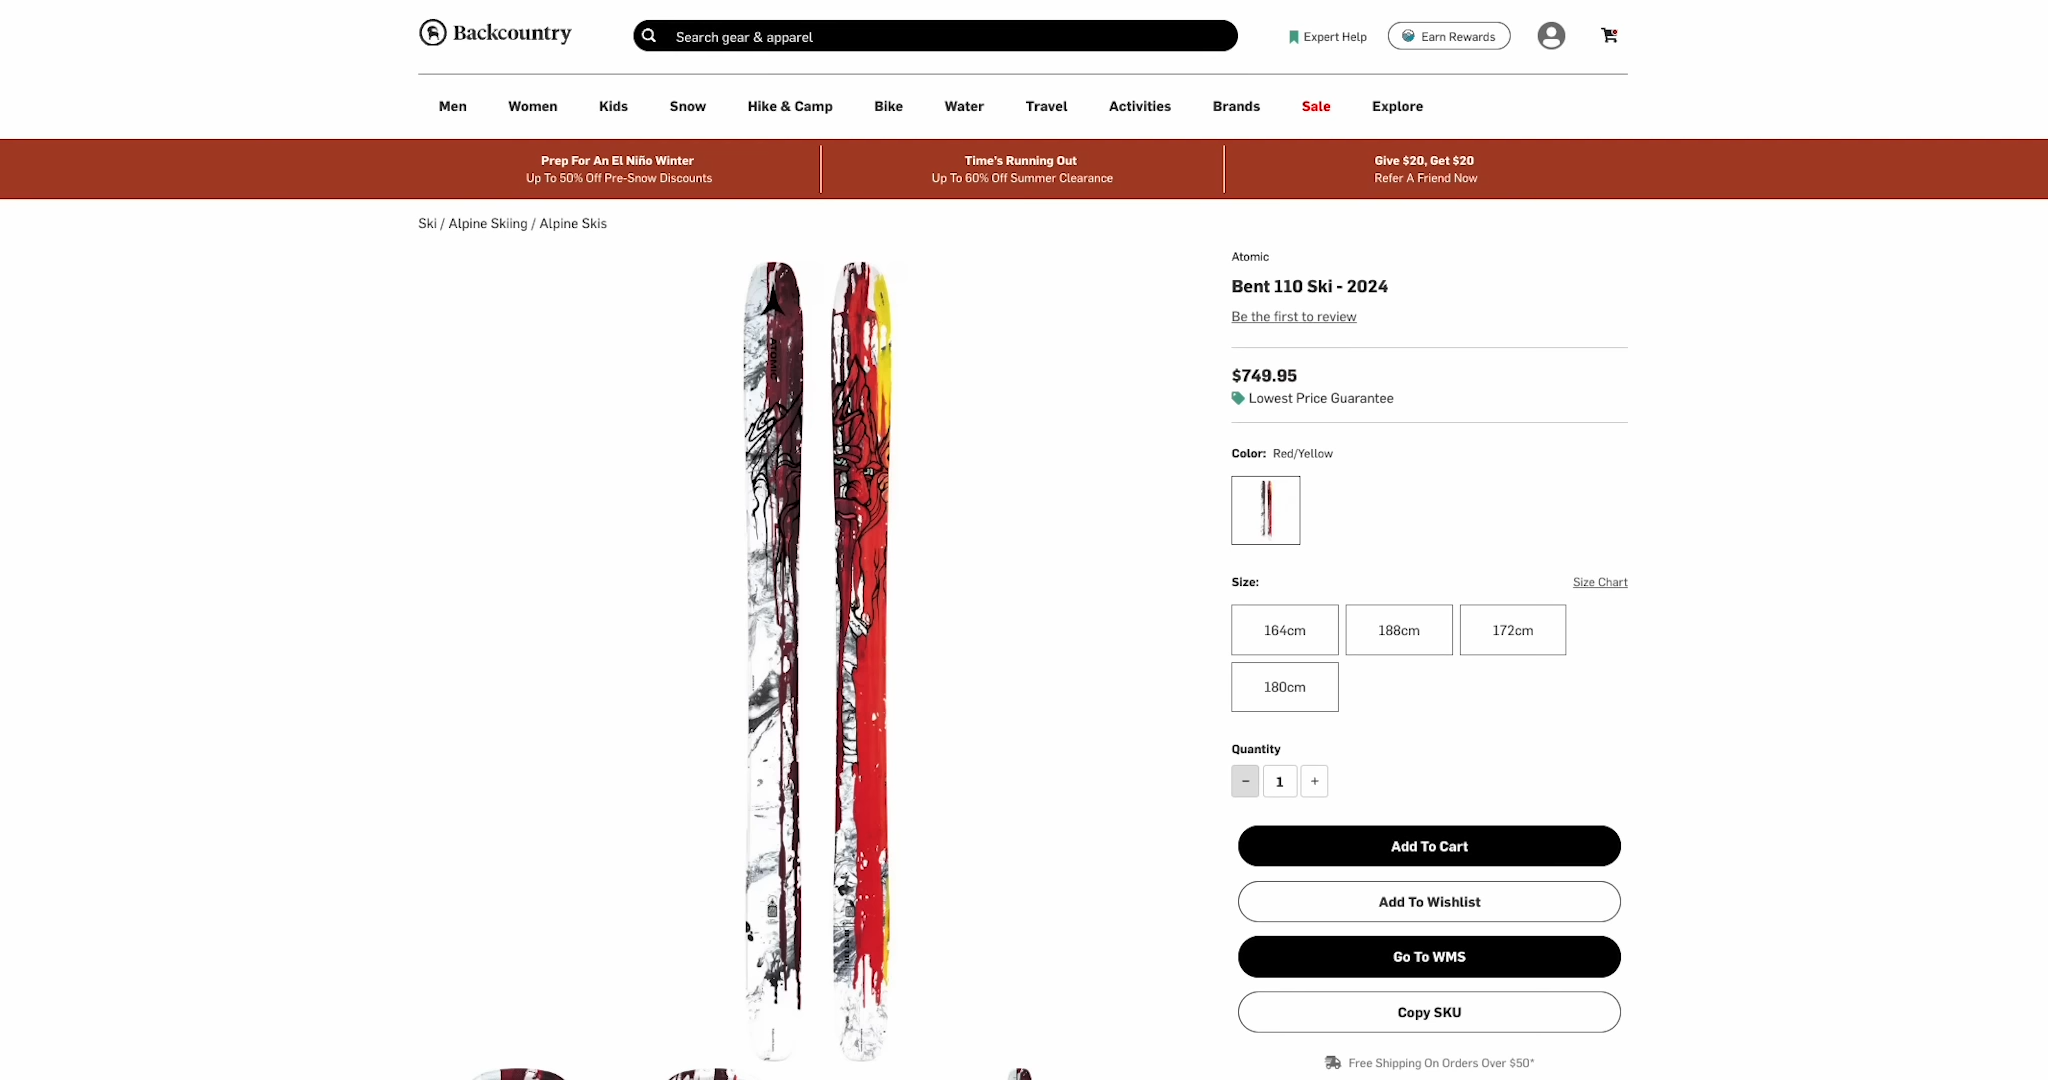 Backcountry
Search gear & apparel
Expert Help
Earn Rewards
Men Women Kids Snow Hike & Camp Bike Water Travel Activities Brands Sale Explore
Prep For An El Niño Winter
Up To 50% Off Pre-Snow Discounts
Time's Running Out
Up To 60% Off Summer Clearance
Give $20, Get $20
Refer A Friend Now
Ski / Alpine Skiing / Alpine Skis
ATOMIC
Atomic
Bent 110 Ski - 2024
Be the first to review
$749.95
Lowest Price Guarantee
Color: Red/Yellow
Size: Size Chart
164cm 188cm 172cm
180cm
Quantity
− 1 +
Add To Cart
Add To Wishlist
Go To WMS
Copy SKU
Free Shipping On Orders Over $50*